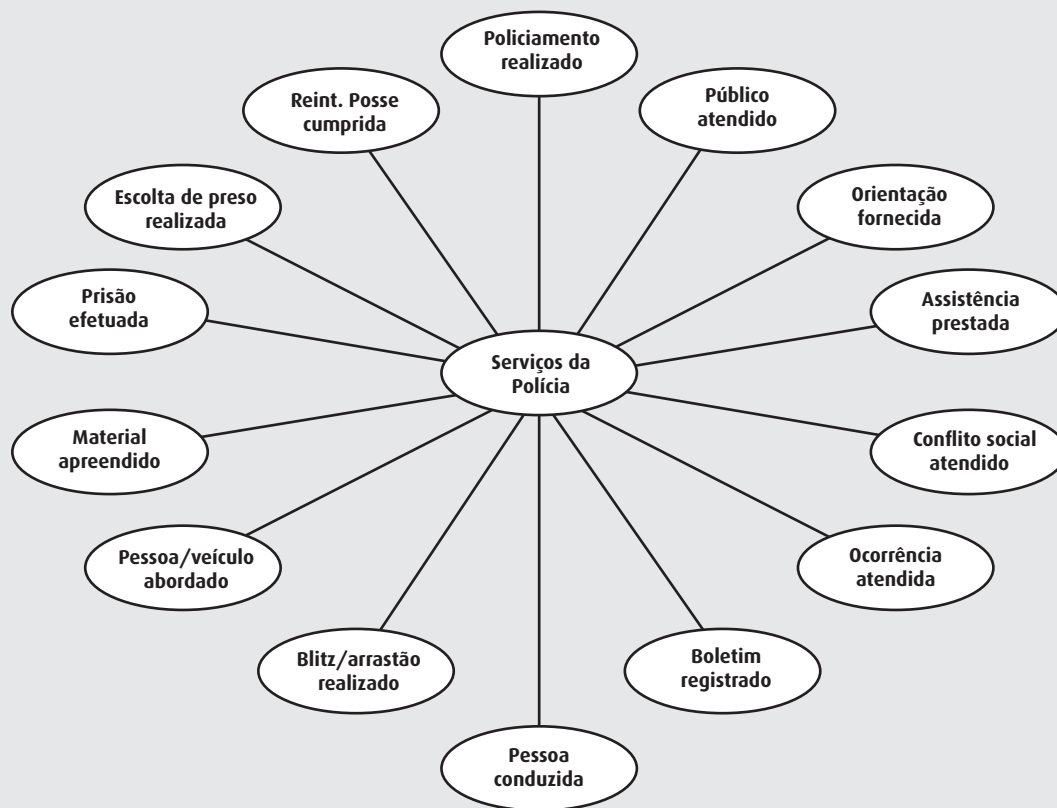 Policiamento
realizado
Reint. Posse
cumprida
Público
atendido
Escolta de preso
realizada
Orientação
fornecida
Prisão
efetuada
Assistência
prestada
Serviços da
Polícia
Material
apreendido
Conflito social
atendido
Pessoa/veículo
abordado
Ocorrência
atendida
Blitz/arrastão
realizado
Boletim
registrado
Pessoa
conduzida